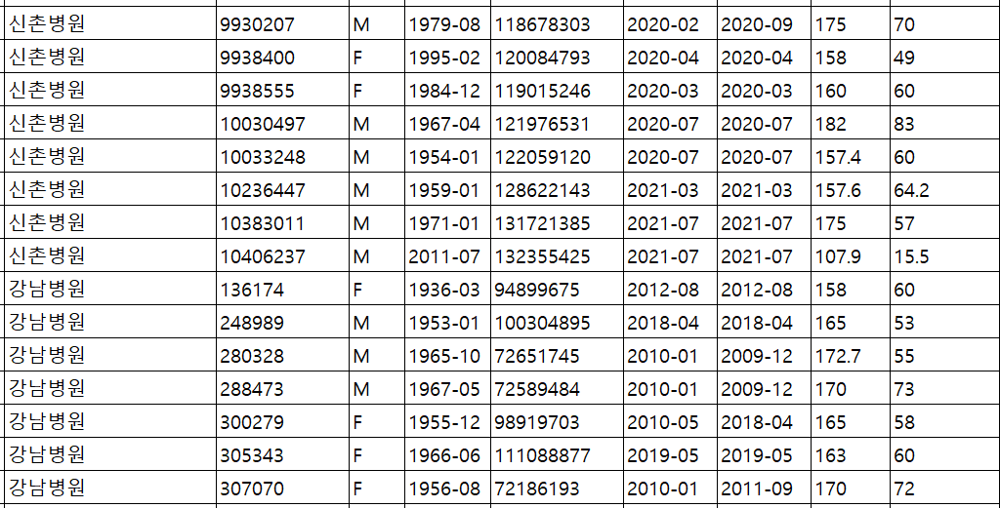 신촌병원 9930207 M 1979-08 118678303 2020-02 2020-09 175 70
신촌병원 9938400 F 1995-02 120084793 2020-04 2020-04 158 49
신촌병원 9938555 F 1984-12 119015246 2020-03 2020-03 160 60
신촌병원 10030497 M 1967-04 121976531 2020-07 2020-07 182 83
신촌병원 10033248 M 1954-01 122059120 2020-07 2020-07 157.4 60
신촌병원 10236447 M 1959-01 128622143 2021-03 2021-03 157.6 64.2
신촌병원 10383011 M 1971-01 131721385 2021-07 2021-07 175 57
신촌병원 10406237 M 2011-07 132355425 2021-07 2021-07 107.9 15.5
강남병원 136174 F 1936-03 94899675 2012-08 2012-08 158 60
강남병원 248989 M 1953-01 100304895 2018-04 2018-04 165 53
강남병원 280328 M 1965-10 72651745 2010-01 2009-12 172.7 55
강남병원 288473 M 1967-05 72589484 2010-01 2009-12 170 73
강남병원 300279 F 1955-12 98919703 2010-05 2018-04 165 58
강남병원 305343 F 1966-06 111088877 2019-05 2019-05 163 60
강남병원 307070 F 1956-08 72186193 2010-01 2011-09 170 72